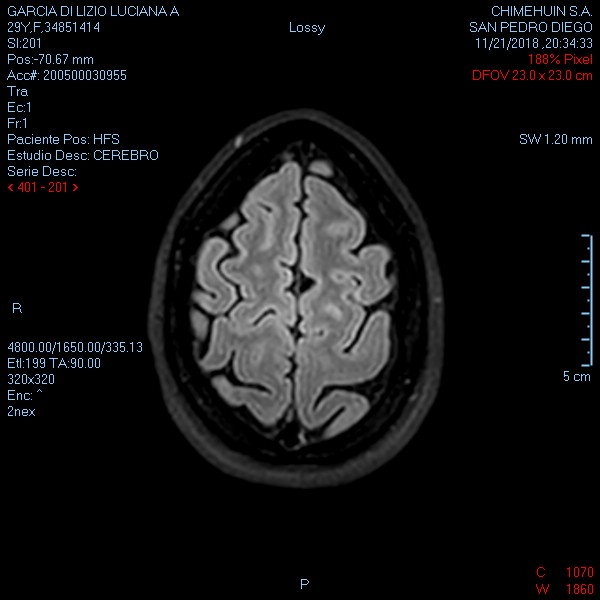 GARCIA DI LIZIO LUCIANA A
29Y,F,34851414
Sl:201
Pos:-70.67 mm
Acc#: 200500030955
Tra
Ec:1
Fr:1
Paciente Pos: HFS
Estudio Desc: CEREBRO
Serie Desc:
< 401 - 201 >
Lossy
CHIMEHUIN S.A.
SAN PEDRO DIEGO
11/21/2018 ,20:34:33
188% Pixel
DFOV 23.0 x 23.0 cm
SW 1.20 mm
R
4800.00/1650.00/335.13
Etl:199 TA:90.00
320x320
Enc: ^
2nex
5 cm
P
C 1070
W 1860